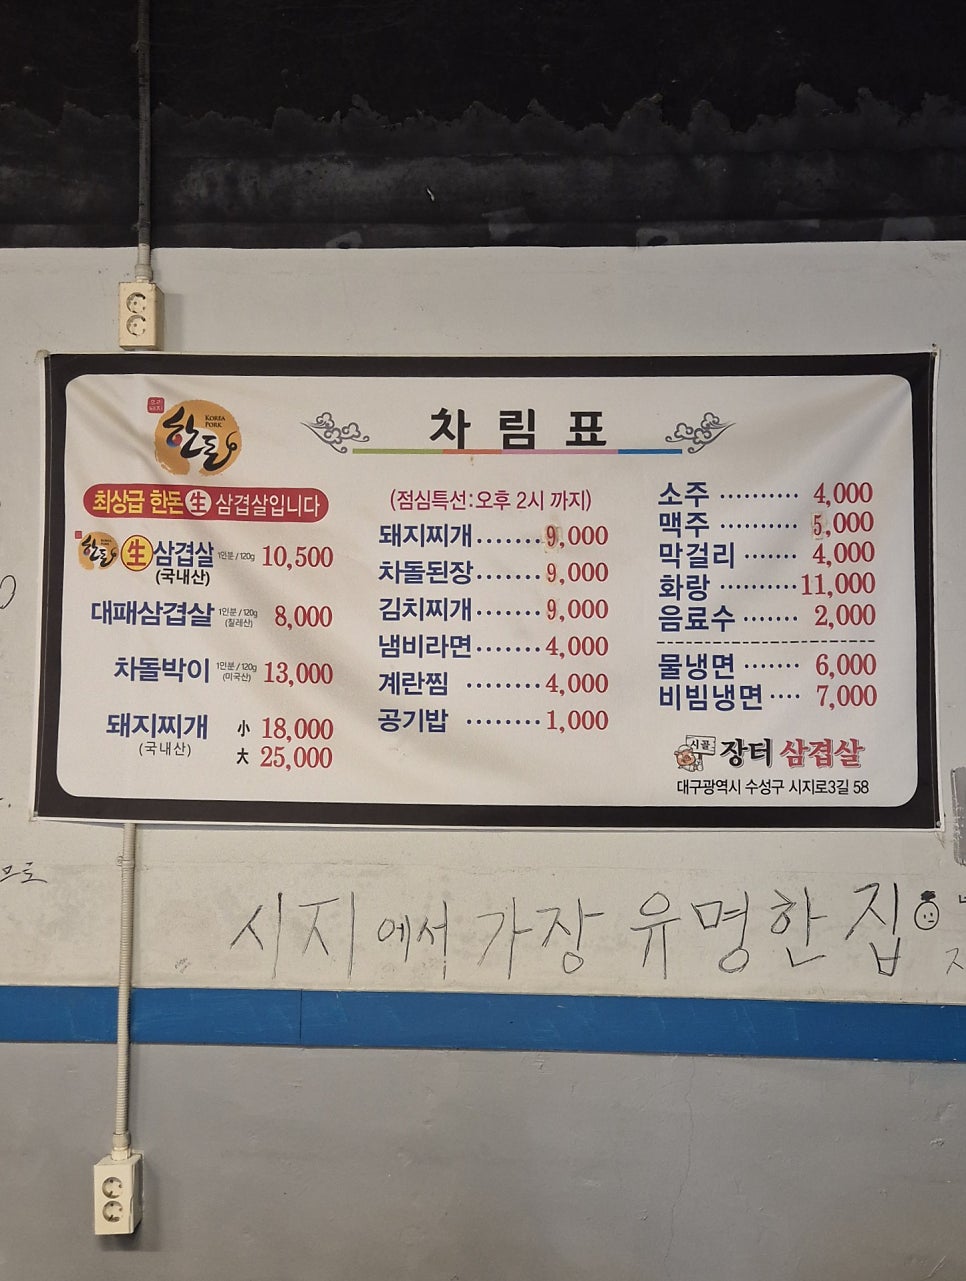 우리
돼지
한돈
KOREA
PORK
차림표
최상급 한돈 生 삼겹살입니다
한돈 生 삼겹살 1인분/120g 10,500
(국내산)
대패삼겹살 1인분/120g (칠레산) 8,000
차돌박이 1인분/120g (미국산) 13,000
돼지찌개 小 18,000
(국내산) 大 25,000
(점심특선:오후 2시 까지)
돼지찌개........9,000
차돌된장.......9,000
김치찌개.......9,000
냄비라면.......4,000
계란찜 ........4,000
공기밥 ........1,000
소주 .......... 4,000
맥주 .......... 5,000
막걸리 ....... 4,000
화랑 ..........11,000
음료수 ....... 2,000
물냉면 ....... 6,000
비빔냉면 .... 7,000
시골 장터 삼겹살
대구광역시 수성구 시지로3길 58
시지에서 가장 유명한 집